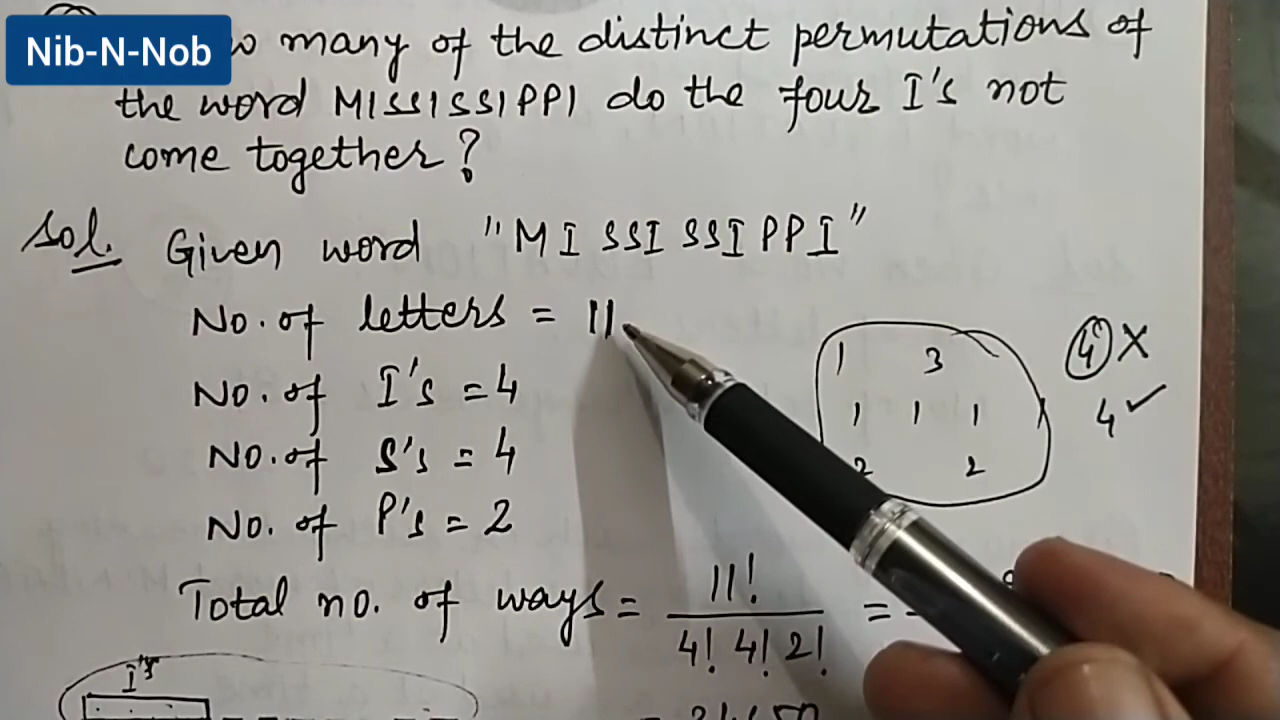 Nib-N-Nob
many of the distinct permutations of
the word MISSISSIPPI do the four I's not
come together?
Sol. Given word "MISSISSIPPI"
No. of letters = 11
No. of I's = 4
No. of S's = 4
No. of P's = 2
1 3
1 1 1 1
2 2
4 X
4 ✓
Total no. of ways = 11! / 4! 4! 2! =
I's